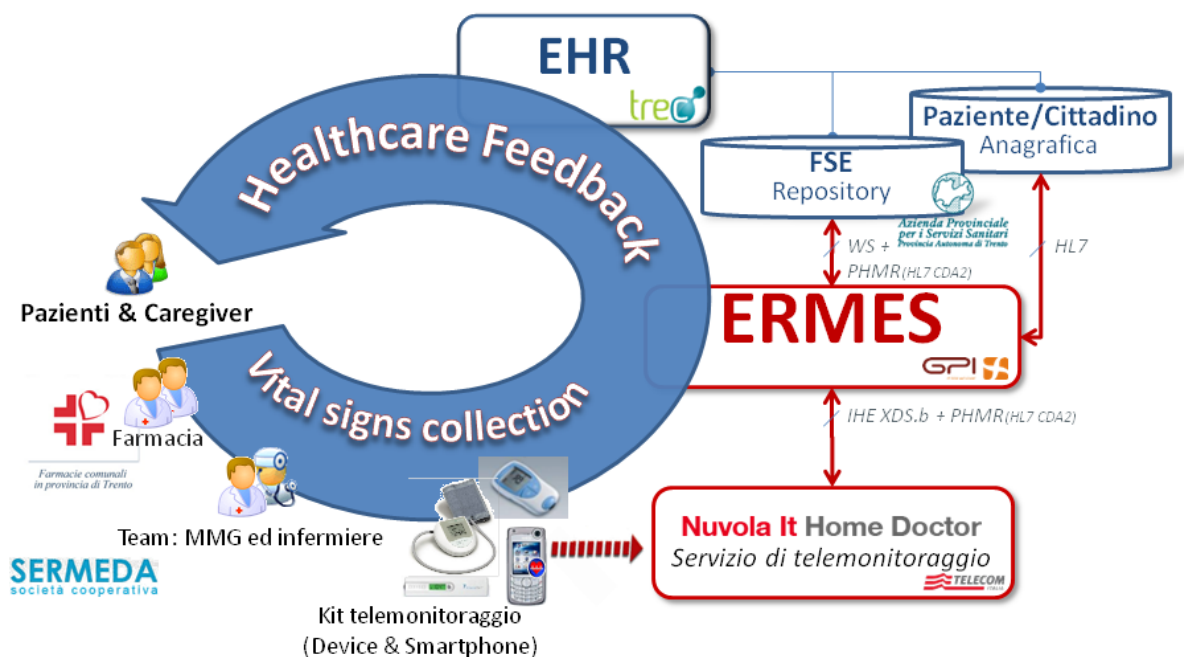 EHR
trec
Paziente/Cittadino
Anagrafica
FSE
Repository
Azienda Provinciale
per i Servizi Sanitari
Provincia Autonoma di Trento
Healthcare Feedback
WS +
PHMR(HL7 CDA2)
HL7
Pazienti & Caregiver
ERMES
GPI
Vital signs collection
IHE XDS.b + PHMR(HL7 CDA2)
Farmacia
Farmacie comunali
in provincia di Trento
Team: MMG ed infermiere
Nuvola It Home Doctor
Servizio di telemonitoraggio
TELECOM
ITALIA
SERMEDA
società cooperativa
Kit telemonitoraggio
(Device & Smartphone)